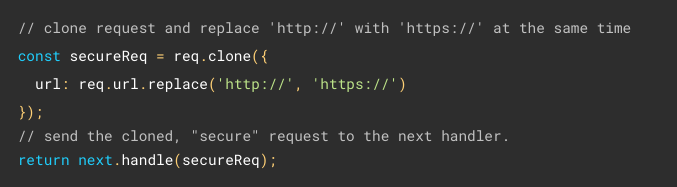 // clone request and replace 'http://' with 'https://' at the same time
const secureReq = req.clone({
  url: req.url.replace('http://', 'https://')
});
// send the cloned, "secure" request to the next handler.
return next.handle(secureReq);